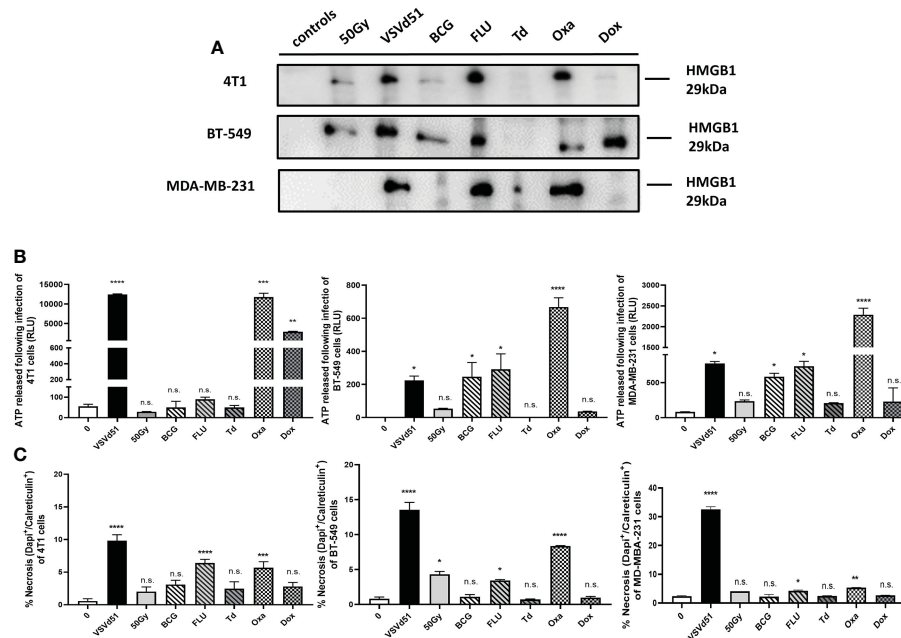 A
controls 50Gy VSVd51 BCG FLU Td Oxa Dox
4T1
HMGB1
29kDa
BT-549
HMGB1
29kDa
MDA-MB-231
HMGB1
29kDa
B
ATP released following infection of
4T1 cells (RLU)
15000
10000
5000
600
400
200
100
0
****
n.s.
n.s.
n.s.
n.s.
***
**
0 VSVd51 50Gy BCG FLU Td Oxa Dox
ATP released following infectio of
BT-549 cells (RLU)
800
600
400
200
0
*
*
*
n.s.
****
n.s.
0 VSVd51 50Gy BCG FLU Td Oxa Dox
ATP released following infection of
MDA-MB-231 cells (RLU)
3000
2500
2000
1500
500
0
*
n.s.
*
*
n.s.
****
n.s.
0 VSVd51 50Gy BCG FLU Td Oxa Dox
C
% Necrosis (Dapi⁺/Calreticulin⁺)
of 4T1 cells
20
15
10
5
0
****
n.s.
n.s.
****
n.s.
***
n.s.
0 VSVd51 50Gy BCG FLU Td Oxa Dox
% Necrosis (Dapi⁺/Calreticulin⁺)
of BT-549 cells
20
15
10
5
0
****
*
n.s.
*
n.s.
****
n.s.
0 VSVd51 50Gy BCG FLU Td Oxa Dox
% Necrosis (Dapi⁺/Calreticulin⁺)
of MD-MBA-231 cells
40
30
20
10
0
****
n.s.
n.s.
*
n.s.
**
n.s.
0 VSVd51 50Gy BCG FLU Td Oxa Dox